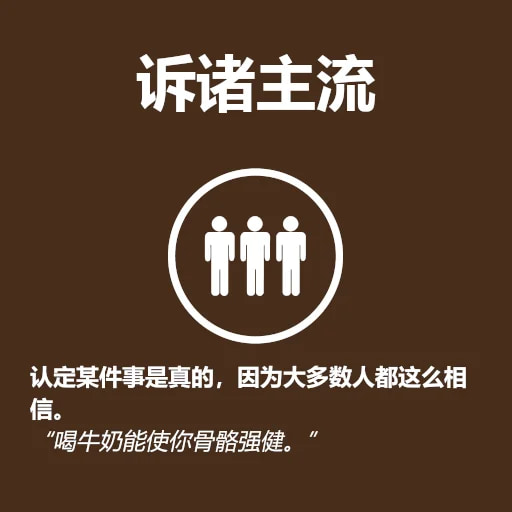 诉诸主流
认定某件事是真的，因为大多数人都这么相
信。
“喝牛奶能使你骨骼强健。”